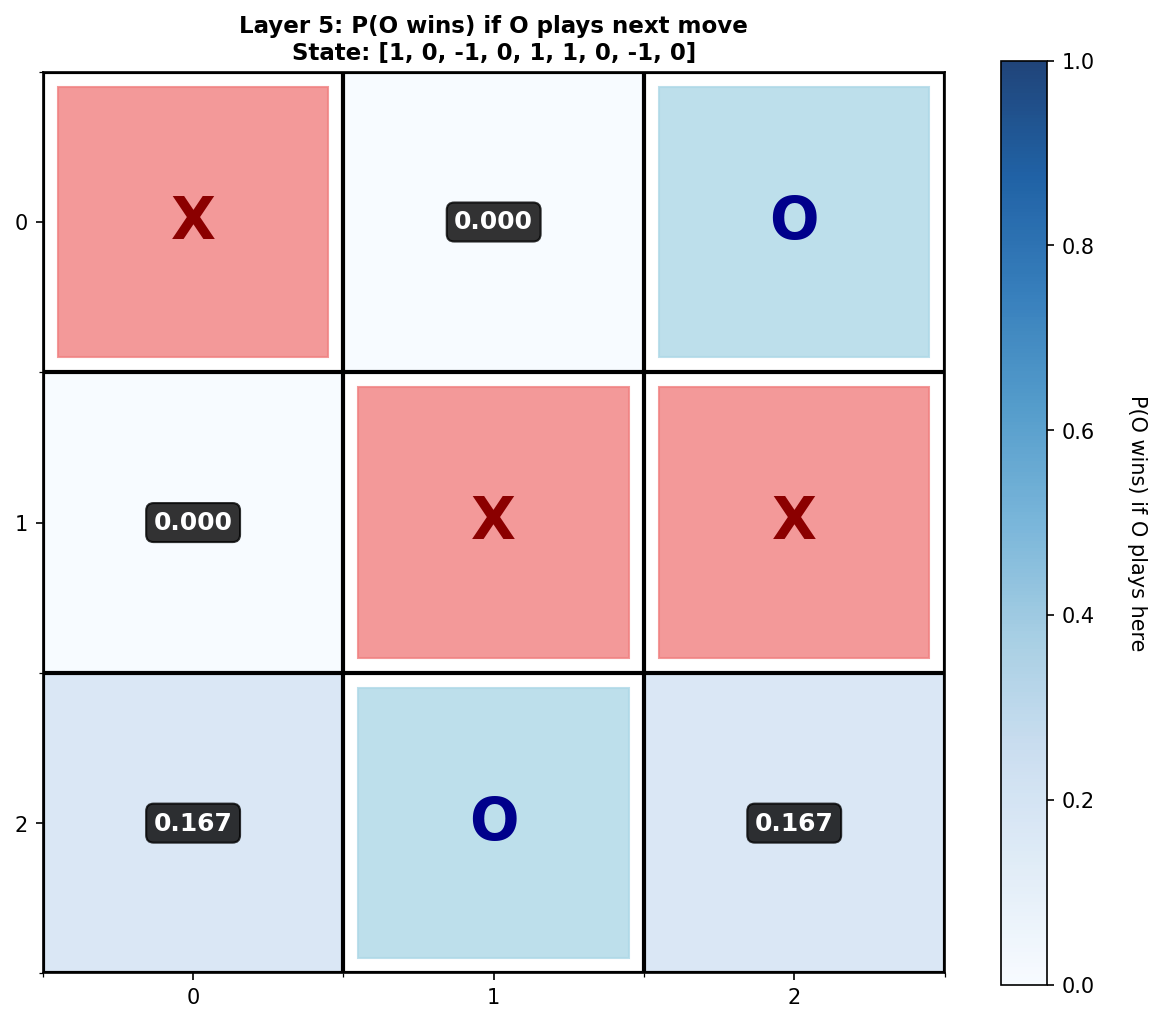 Layer 5: P(O wins) if O plays next move
State: [1, 0, -1, 0, 1, 1, 0, -1, 0]
0
X
0.000
O
1
0.000
X
X
2
0.167
O
0.167
0
1
2
1.0
0.8
0.6
0.4
0.2
0.0
P(O wins) if O plays here